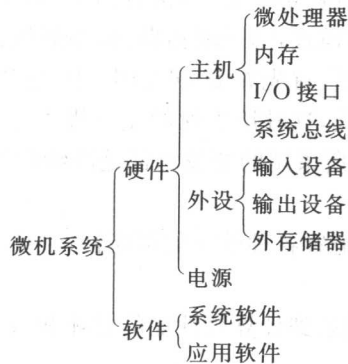 微处理器
内存
主机
I/O 接口
系统总线
硬件
输入设备
外设
输出设备
外存储器
微机系统
电源
系统软件
软件
应用软件